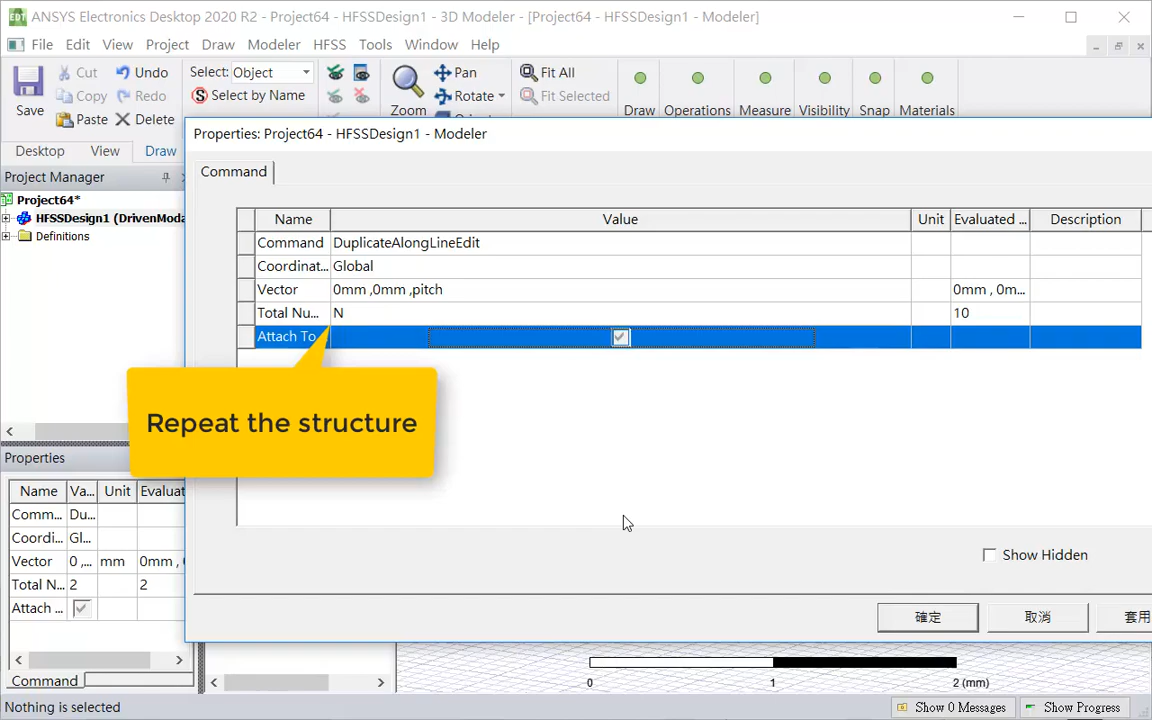 ANSYS Electronics Desktop 2020 R2 - Project64 - HFSSDesign1 - 3D Modeler - [Project64 - HFSSDesign1 - Modeler]
File Edit View Project Draw Modeler HFSS Tools Window Help
Save
Cut
Copy
Paste
Undo
Redo
Delete
Select: Object
Select by Name
Zoom
Pan
Rotate
Fit All
Fit Selected
Draw
Operations
Measure
Visibility
Snap
Materials
Desktop View Draw
Properties: Project64 - HFSSDesign1 - Modeler
Command
Project Manager
Project64*
HFSSDesign1 (DrivenModa
Definitions
Name Value Unit Evaluated ... Description
Command DuplicateAlongLineEdit
Coordinat... Global
Vector 0mm ,0mm ,pitch 0mm , 0m...
Total Nu... N 10
Attach To
Repeat the structure
Show Hidden
確定 取消 套用
Properties
Name Va... Unit Evaluat
Comm... Du...
Coordi... Gl...
Vector 0 ,... mm 0mm ,
Total N... 2 2
Attach ...
Command
0 1 2 (mm)
Nothing is selected
Show 0 Messages Show Progress